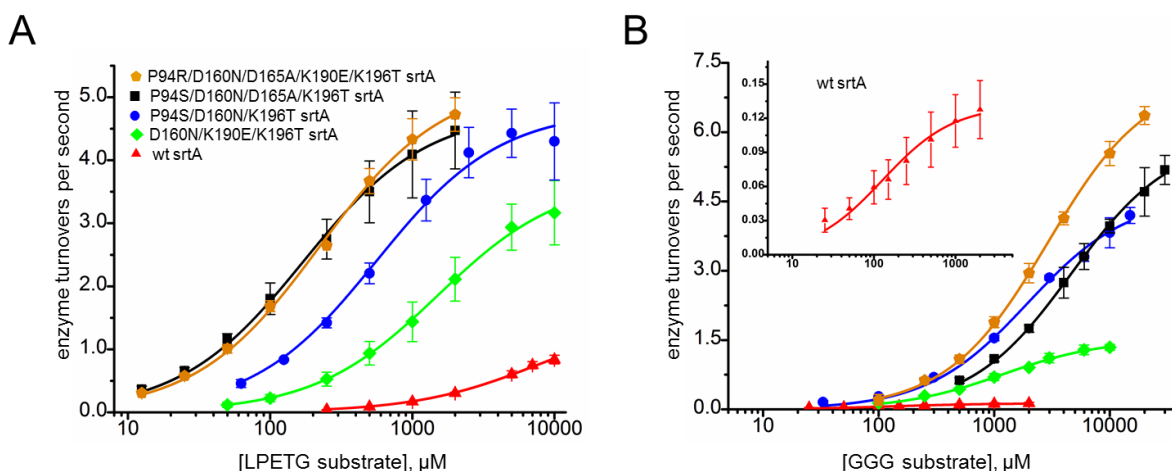 A
enzyme turnovers per second
5.0
4.0
3.0
2.0
1.0
0.0
P94R/D160N/D165A/K190E/K196T srtA
P94S/D160N/D165A/K196T srtA
P94S/D160N/K196T srtA
D160N/K190E/K196T srtA
wt srtA
10 100 1000 10000
[LPETG substrate], μM
B
enzyme turnovers per second
7.5
6.0
4.5
3.0
1.5
0.0
0.15
0.12
0.09
0.06
0.03
0.00
wt srtA
10 100 1000
10 100 1000 10000
[GGG substrate], μM